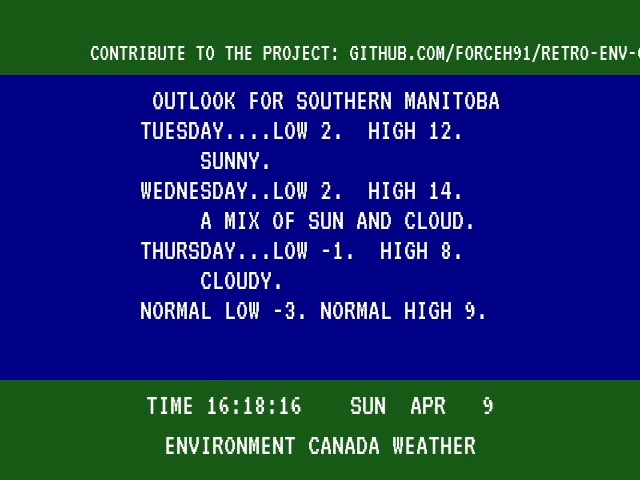 CONTRIBUTE TO THE PROJECT: GITHUB.COM/FORCEH91/RETRO-ENV-
OUTLOOK FOR SOUTHERN MANITOBA
TUESDAY....LOW 2.  HIGH 12.
SUNNY.
WEDNESDAY..LOW 2.  HIGH 14.
A MIX OF SUN AND CLOUD.
THURSDAY...LOW -1.  HIGH 8.
CLOUDY.
NORMAL LOW -3. NORMAL HIGH 9.
TIME 16:18:16    SUN  APR   9
ENVIRONMENT CANADA WEATHER